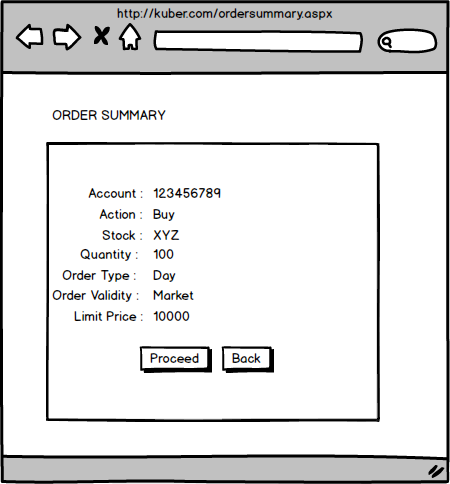 http://kuber.com/ordersummary.aspx
ORDER SUMMARY
Account : 123456789
Action : Buy
Stock : XYZ
Quantity : 100
Order Type : Day
Order Validity : Market
Limit Price : 10000
Proceed Back